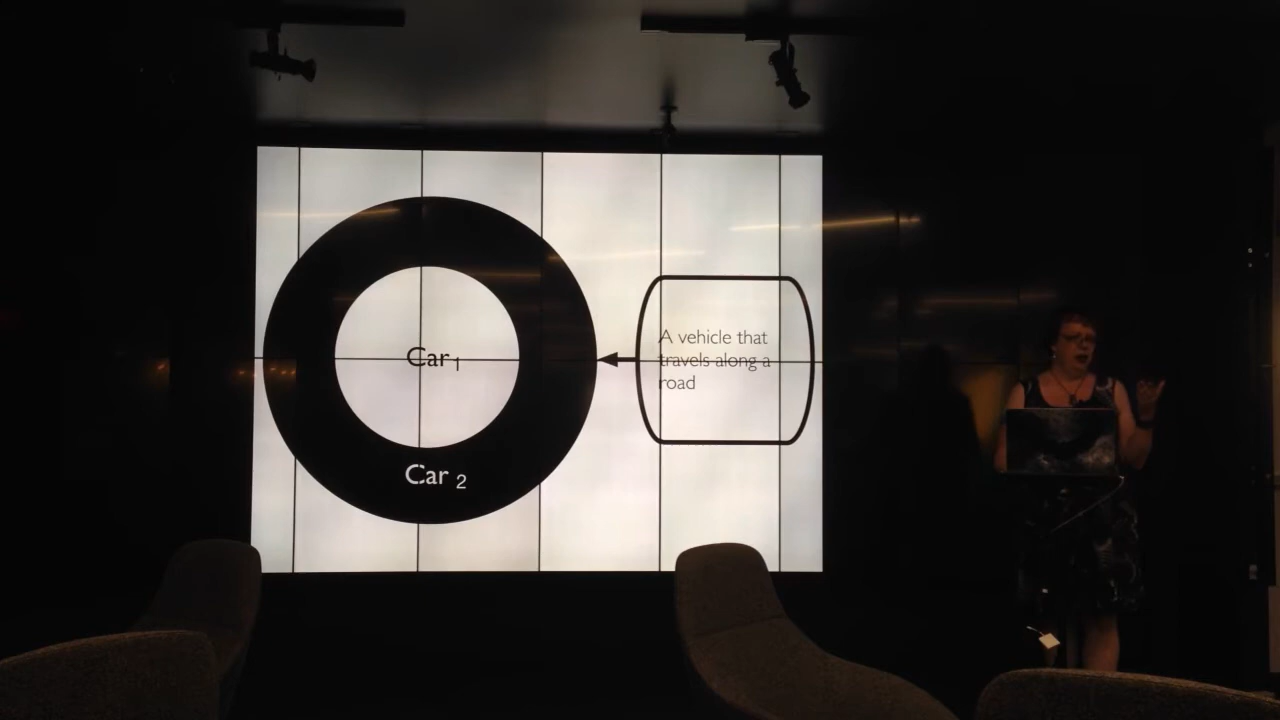 Car 1
Car 2
A vehicle that
travels along a
road